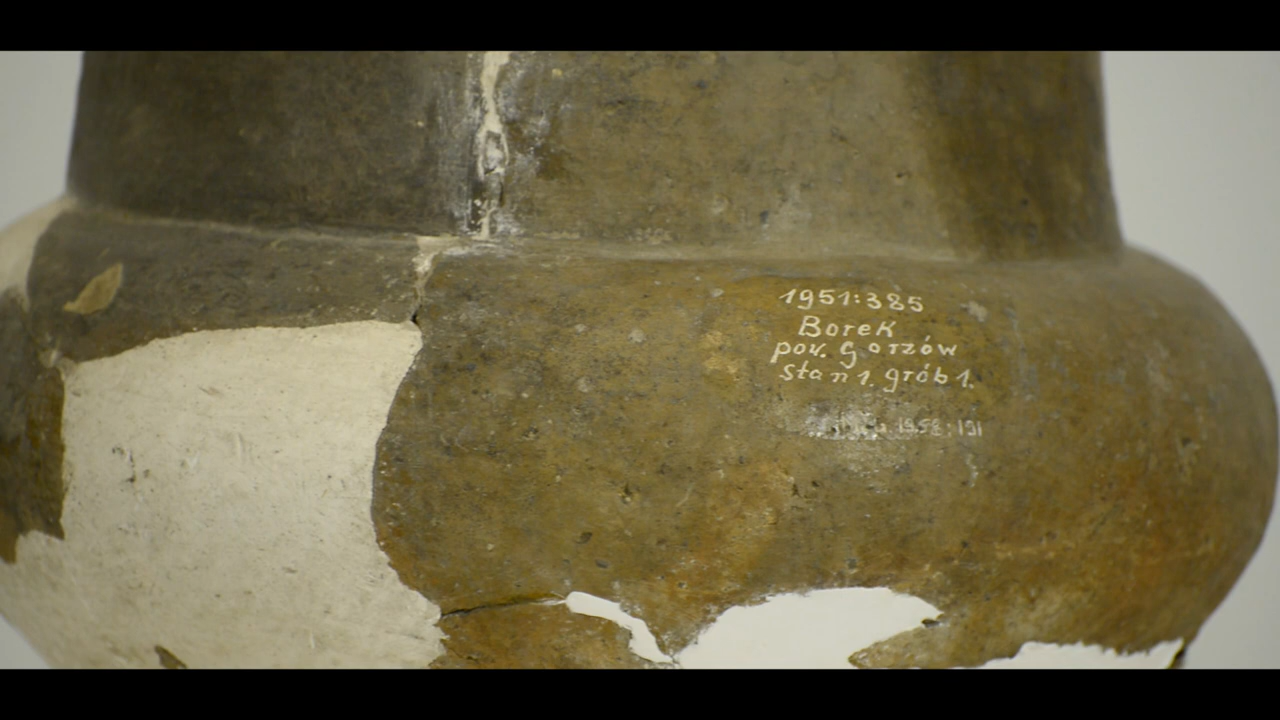 1951:385
Borek
pow. Gorzów
stan 1. grób 1.
1958:191